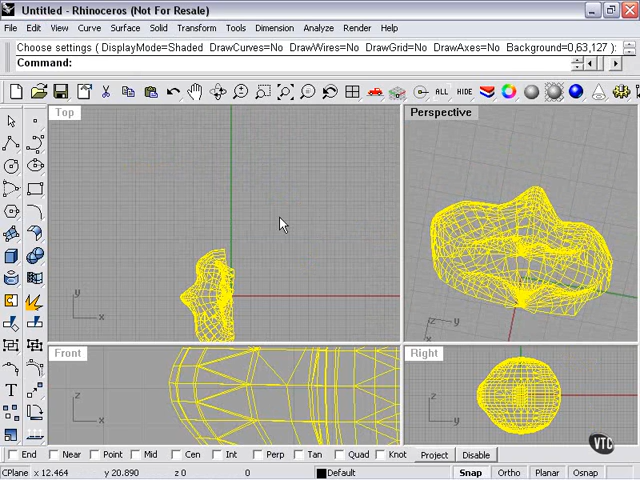 Untitled - Rhinoceros (Not For Resale)
File Edit View Curve Surface Solid Transform Tools Dimension Analyze Render Help
Choose settings ( DisplayMode=Shaded DrawCurves=No DrawWires=No DrawGrid=No DrawAxes=No Background=0,63,127 ):
Command:
ALL HIDE
Top
Perspective
y
x
z y
Front
Right
z
x
z
y
T
VTC
End Near Point Mid Cen Int Perp Tan Quad Knot Project Disable
CPlane x 12.464 y 20.890 z 0 0 Default Snap Ortho Planar Osnap